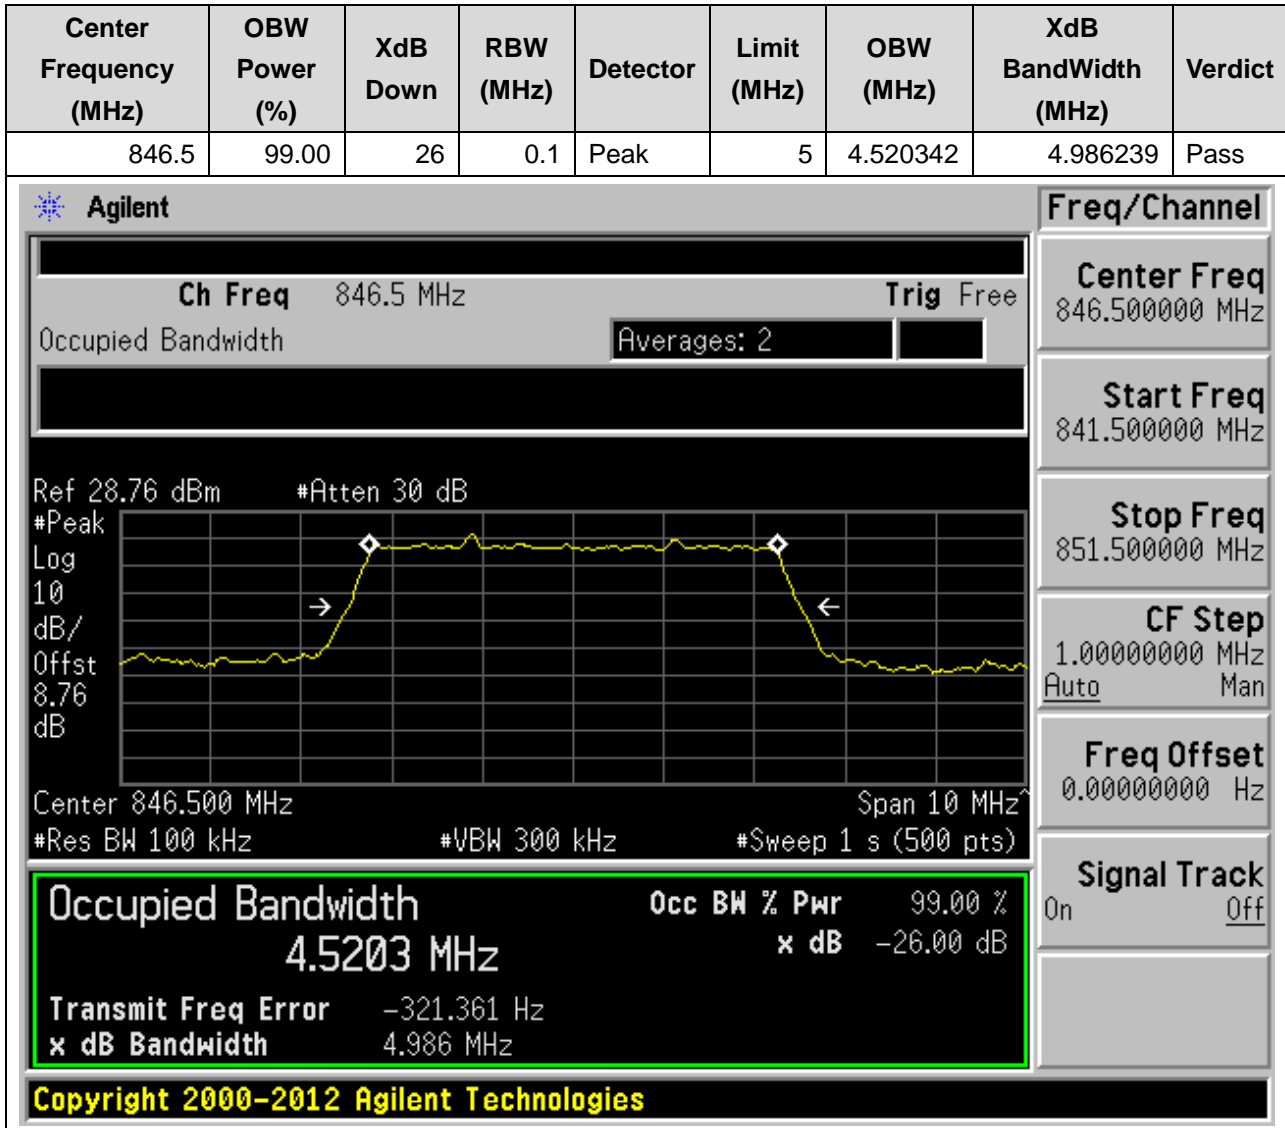 Center Frequency (MHz) OBW Power (%) XdB Down RBW (MHz) Detector Limit (MHz) OBW (MHz) XdB BandWidth (MHz) Verdict
846.5 99.00 26 0.1 Peak 5 4.520342 4.986239 Pass
Agilent
Freq/Channel
Ch Freq 846.5 MHz Trig Free
Occupied Bandwidth Averages: 2
Ref 28.76 dBm #Atten 30 dB
#Peak
Log
10
dB/
Offst
8.76
dB
Center 846.500 MHz Span 10 MHz^
#Res BW 100 kHz #VBW 300 kHz #Sweep 1 s (500 pts)
Occupied Bandwidth Occ BW % Pwr 99.00 %
4.5203 MHz x dB -26.00 dB
Transmit Freq Error -321.361 Hz
x dB Bandwidth 4.986 MHz
Center Freq
846.500000 MHz
Start Freq
841.500000 MHz
Stop Freq
851.500000 MHz
CF Step
1.00000000 MHz
Auto Man
Freq Offset
0.00000000 Hz
Signal Track
On Off
Copyright 2000-2012 Agilent Technologies